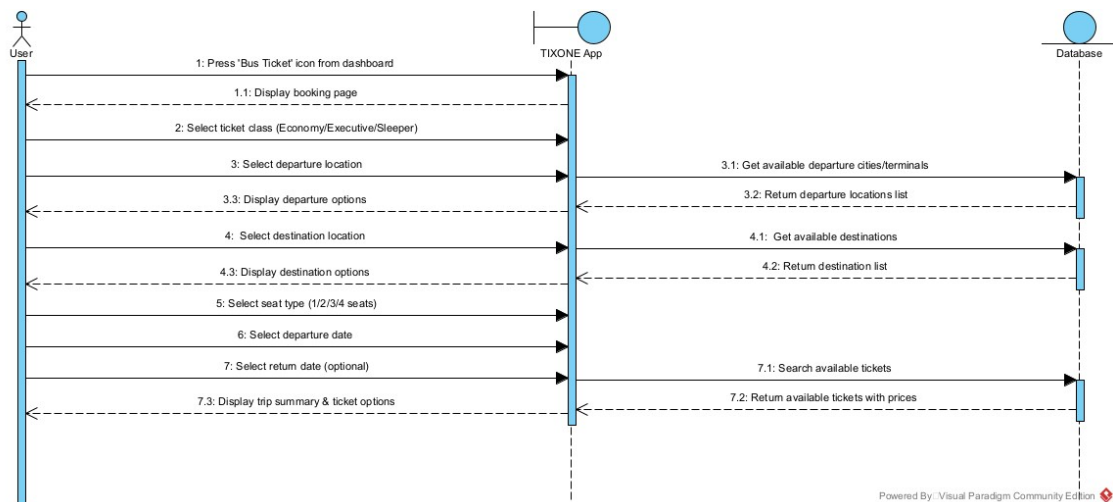 User
TIXONE App
Database
1: Press 'Bus Ticket' icon from dashboard
1.1: Display booking page
2: Select ticket class (Economy/Executive/Sleeper)
3: Select departure location
3.1: Get available departure cities/terminals
3.2: Return departure locations list
3.3: Display departure options
4: Select destination location
4.1: Get available destinations
4.2: Return destination list
4.3: Display destination options
5: Select seat type (1/2/3/4 seats)
6: Select departure date
7: Select return date (optional)
7.1: Search available tickets
7.2: Return available tickets with prices
7.3: Display trip summary & ticket options
Powered By Visual Paradigm Community Edition